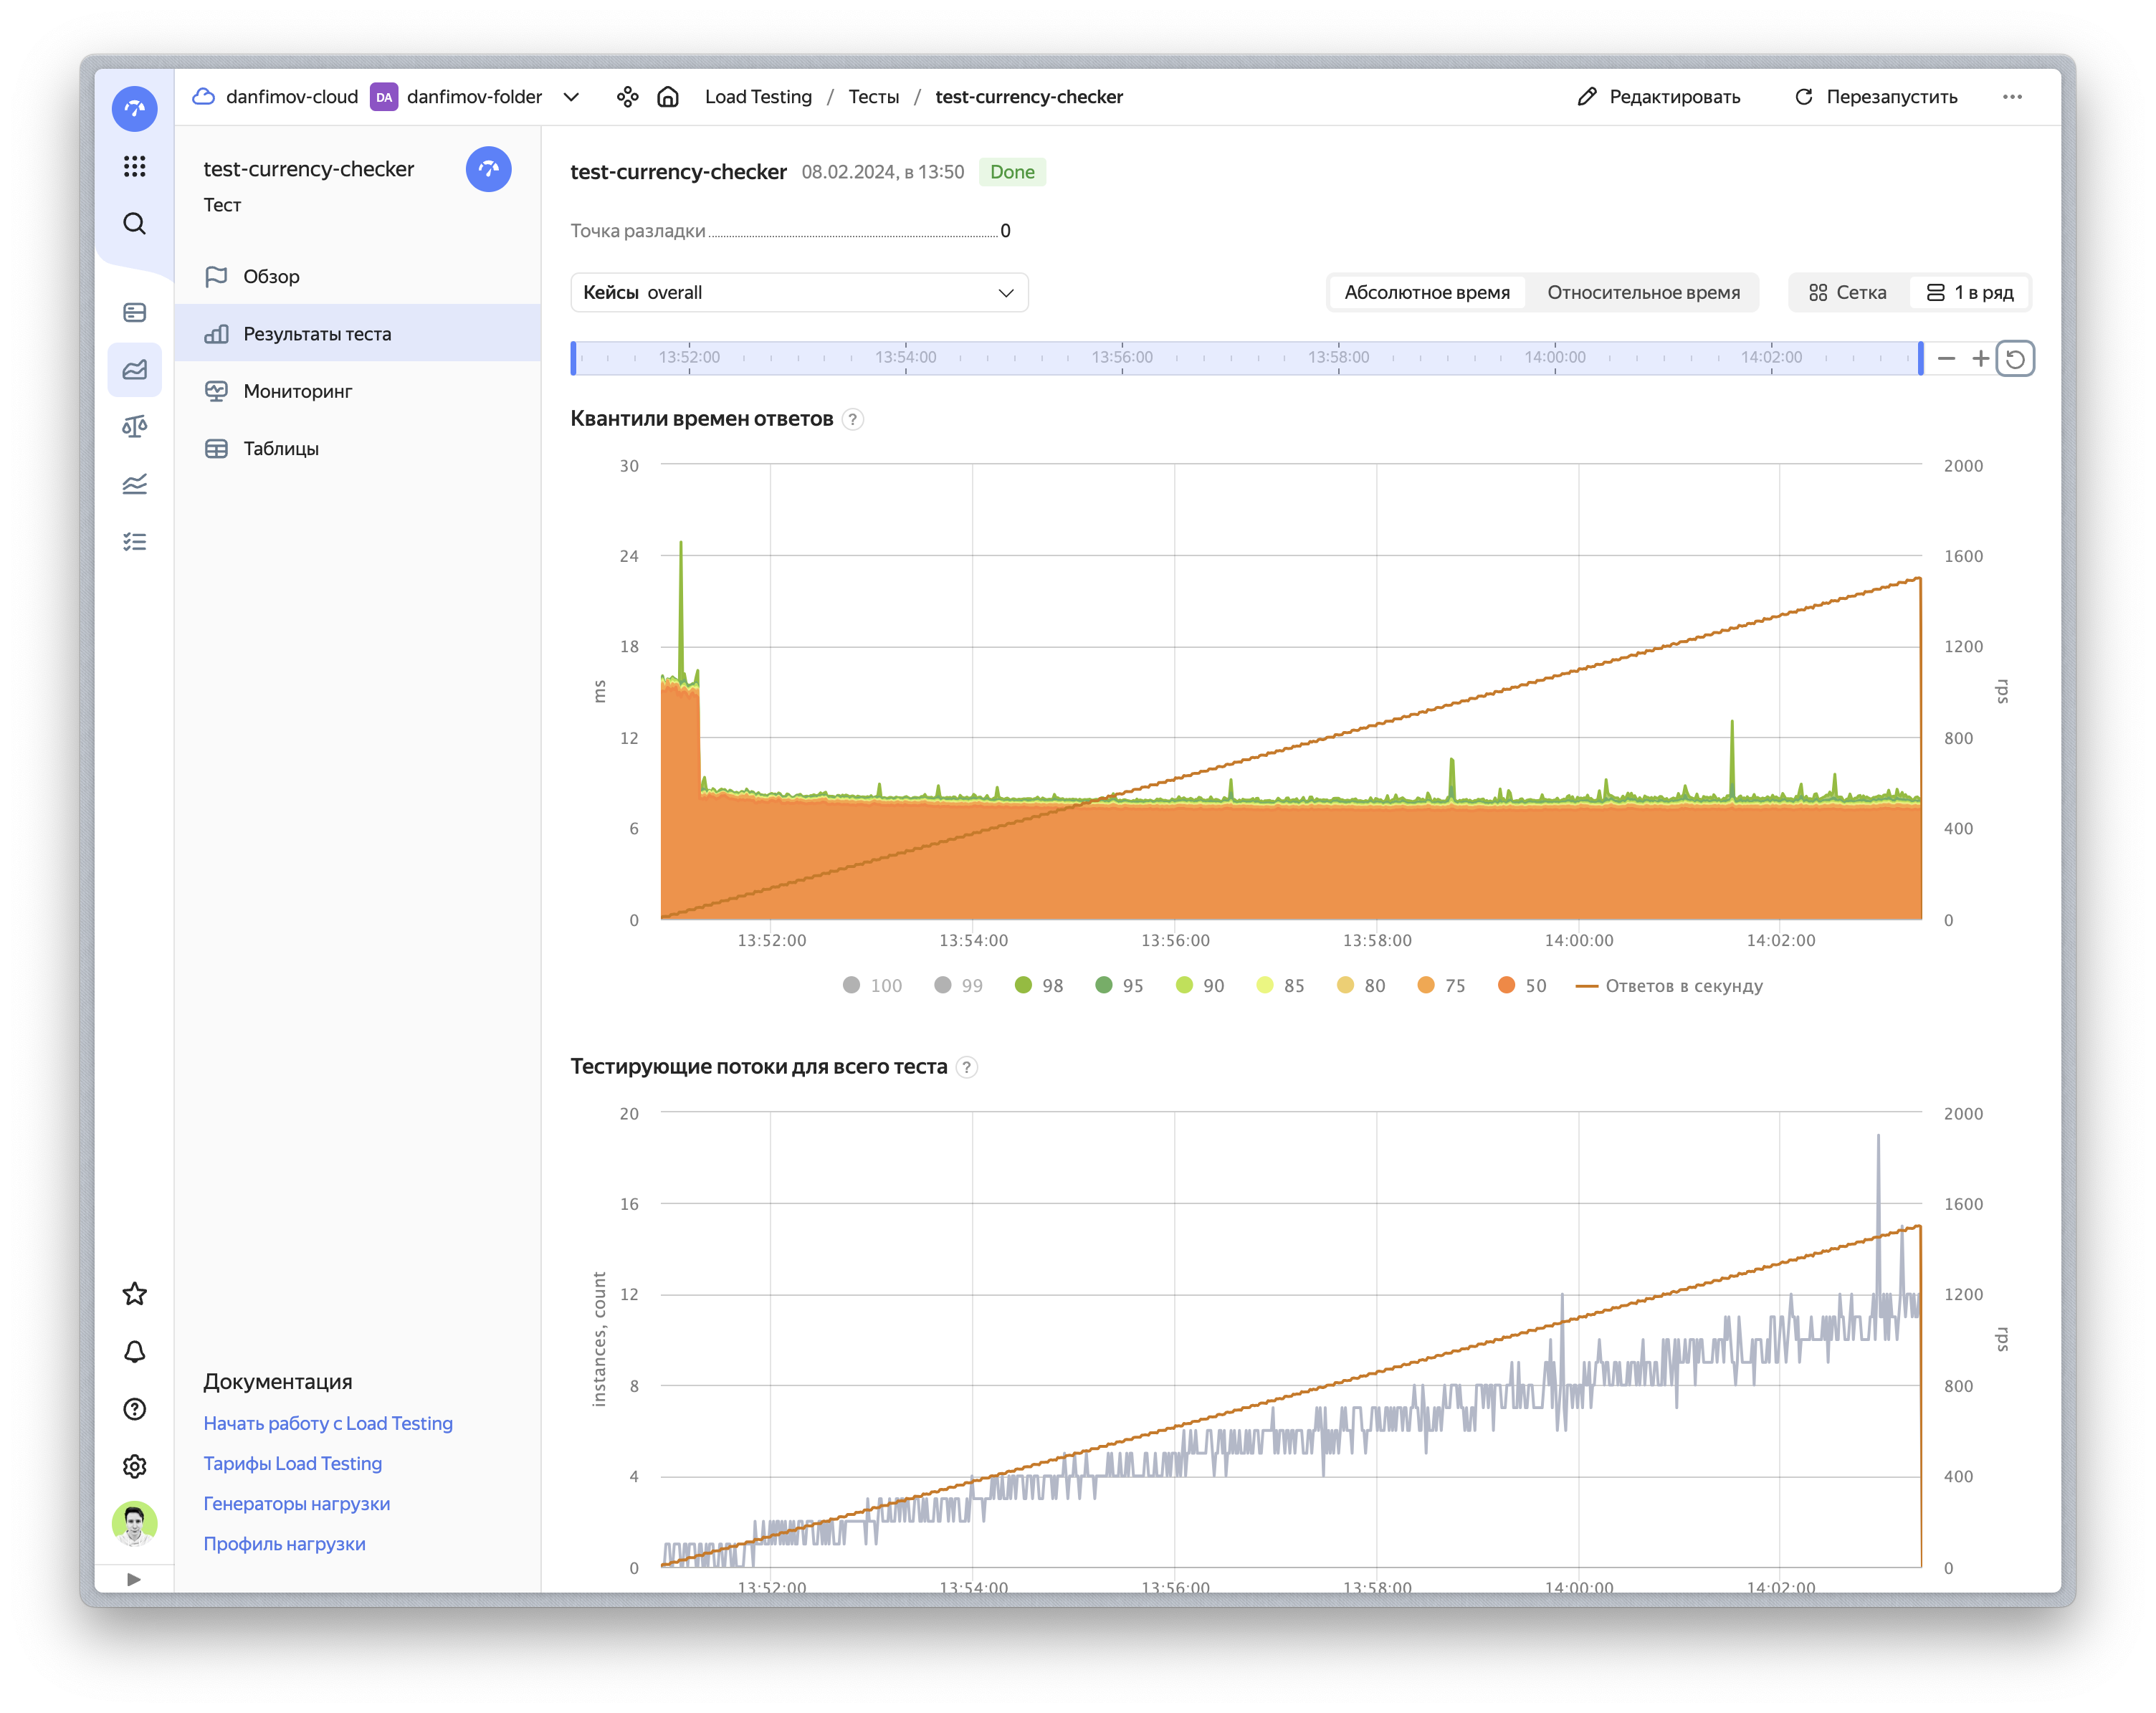 danfimov-cloud DA danfimov-folder Load Testing / Тесты / test-currency-checker Редактировать Перезапустить
test-currency-checker
Тест
Обзор
Результаты теста
Мониторинг
Таблицы
Документация
Начать работу с Load Testing
Тарифы Load Testing
Генераторы нагрузки
Профиль нагрузки
test-currency-checker 08.02.2024, в 13:50 Done
Точка разладки 0
Кейсы overall Абсолютное время Относительное время Сетка 1 в ряд
13:52:00 13:54:00 13:56:00 13:58:00 14:00:00 14:02:00
Квантили времен ответов ?
30 2000
24 1600
18 1200
ms rps
12 800
6 400
0 0
13:52:00 13:54:00 13:56:00 13:58:00 14:00:00 14:02:00
100 99 98 95 90 85 80 75 50 Ответов в секунду
Тестирующие потоки для всего теста ?
20 2000
16 1600
12 1200
instances, count rps
8 800
4 400
0 0
13:52:00 13:54:00 13:56:00 13:58:00 14:00:00 14:02:00